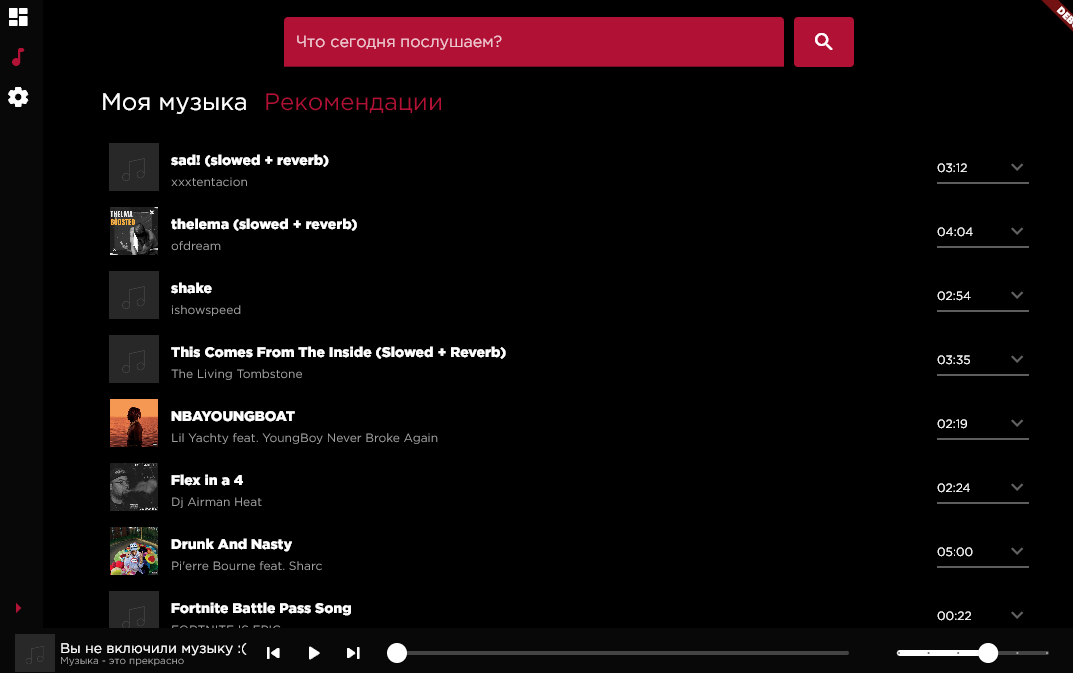 Что сегодня послушаем?
Моя музыка Рекомендации
sad! (slowed + reverb)
xxxtentacion
03:12
THELMA
BOOSTED
thelema (slowed + reverb)
ofdream
04:04
shake
ishowspeed
02:54
This Comes From The Inside (Slowed + Reverb)
The Living Tombstone
03:35
NBAYOUNGBOAT
Lil Yachty feat. YoungBoy Never Broke Again
02:19
Flex in a 4
Dj Airman Heat
02:24
Drunk And Nasty
Pi'erre Bourne feat. Sharc
05:00
Fortnite Battle Pass Song
FORTNITE IS EPIC
00:22
Вы не включили музыку :(
Музыка - это прекрасно